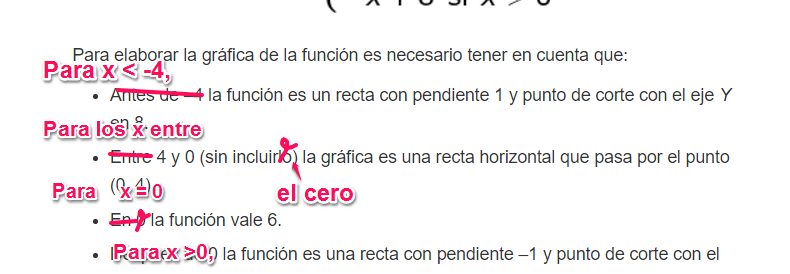 Para elaborar la gráfica de la función es necesario tener en cuenta que:
Para x < -4,
• Antes de –4 la función es un recta con pendiente 1 y punto de corte con el eje Y
en 8.
Para los x entre
• Entre 4 y 0 (sin incluirlo) la gráfica es una recta horizontal que pasa por el punto
(0, 4)
el cero
Para x = 0
• En 0 la función vale 6.
Para x >0,
• 0 la función es una recta con pendiente –1 y punto de corte con el